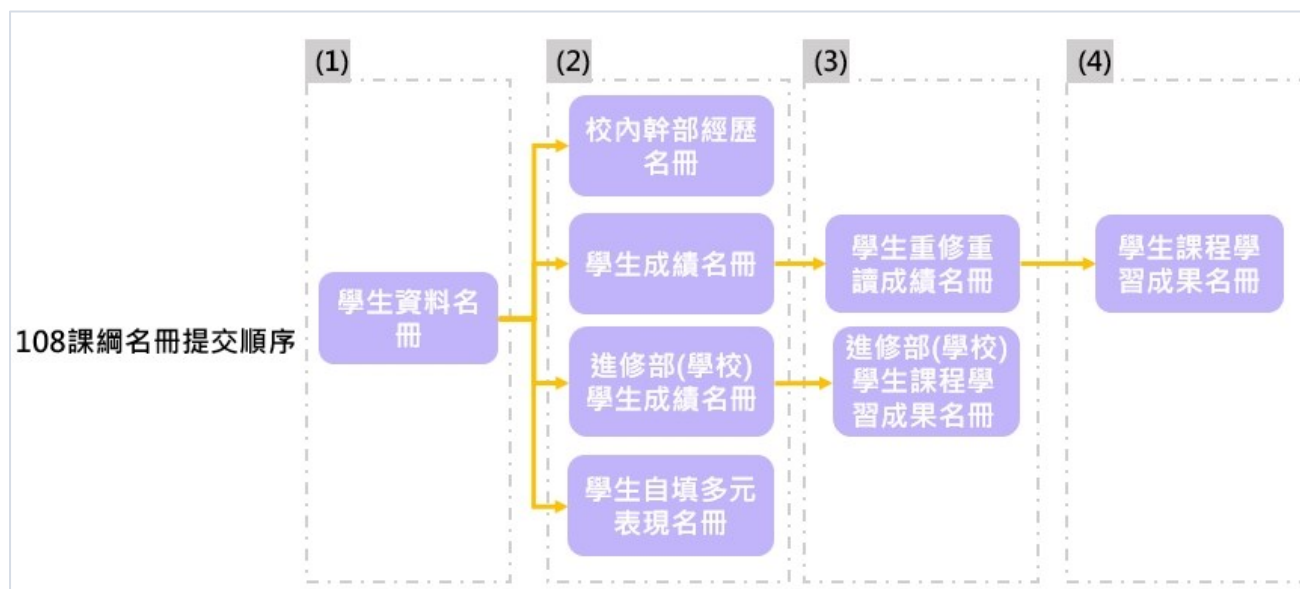 (1)
(2)
(3)
(4)
108課綱名冊提交順序
學生資料名
冊
校內幹部經歷
名冊
學生成績名冊
進修部(學校)
學生成績名冊
學生自填多元
表現名冊
學生重修重
讀成績名冊
進修部(學校)
學生課程學
習成果名冊
學生課程學
習成果名冊